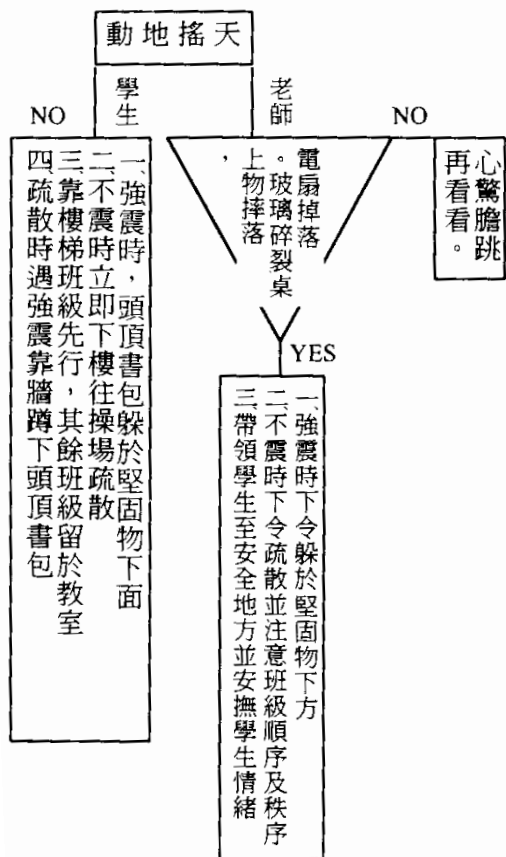 天搖地動
老師
學生
NO
NO
心驚膽跳
再看看。
電扇掉落
。玻璃碎裂桌
上物摔落
，
YES
一、強震時下令躲於堅固物下方
二、不震時下令疏散並注意班級順序及秩序
三、帶領學生至安全地方並安撫學生情緒
一、強震時，頭頂書包躲於堅固物下面
二、不震時立即下樓往操場疏散
三、靠樓梯班級先行，其餘班級留於教室
四、疏散時遇強震靠牆蹲下頭頂書包